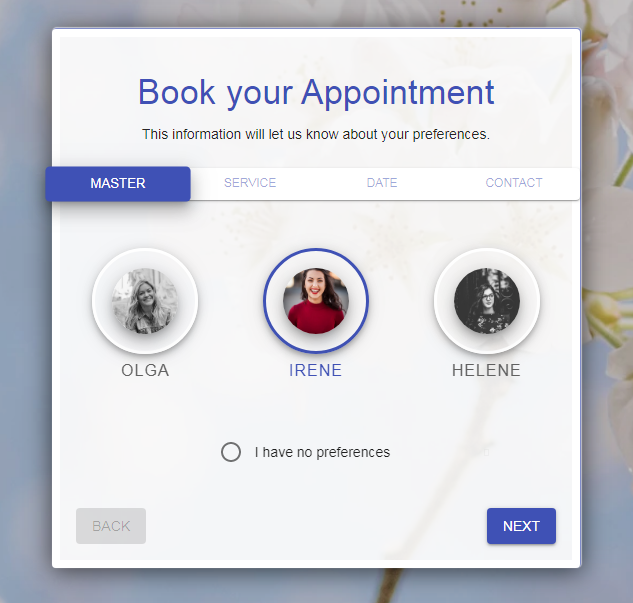 Book your Appointment
This information will let us know about your preferences.
MASTER
SERVICE
DATE
CONTACT
OLGA
IRENE
HELENE
I have no preferences
BACK
NEXT